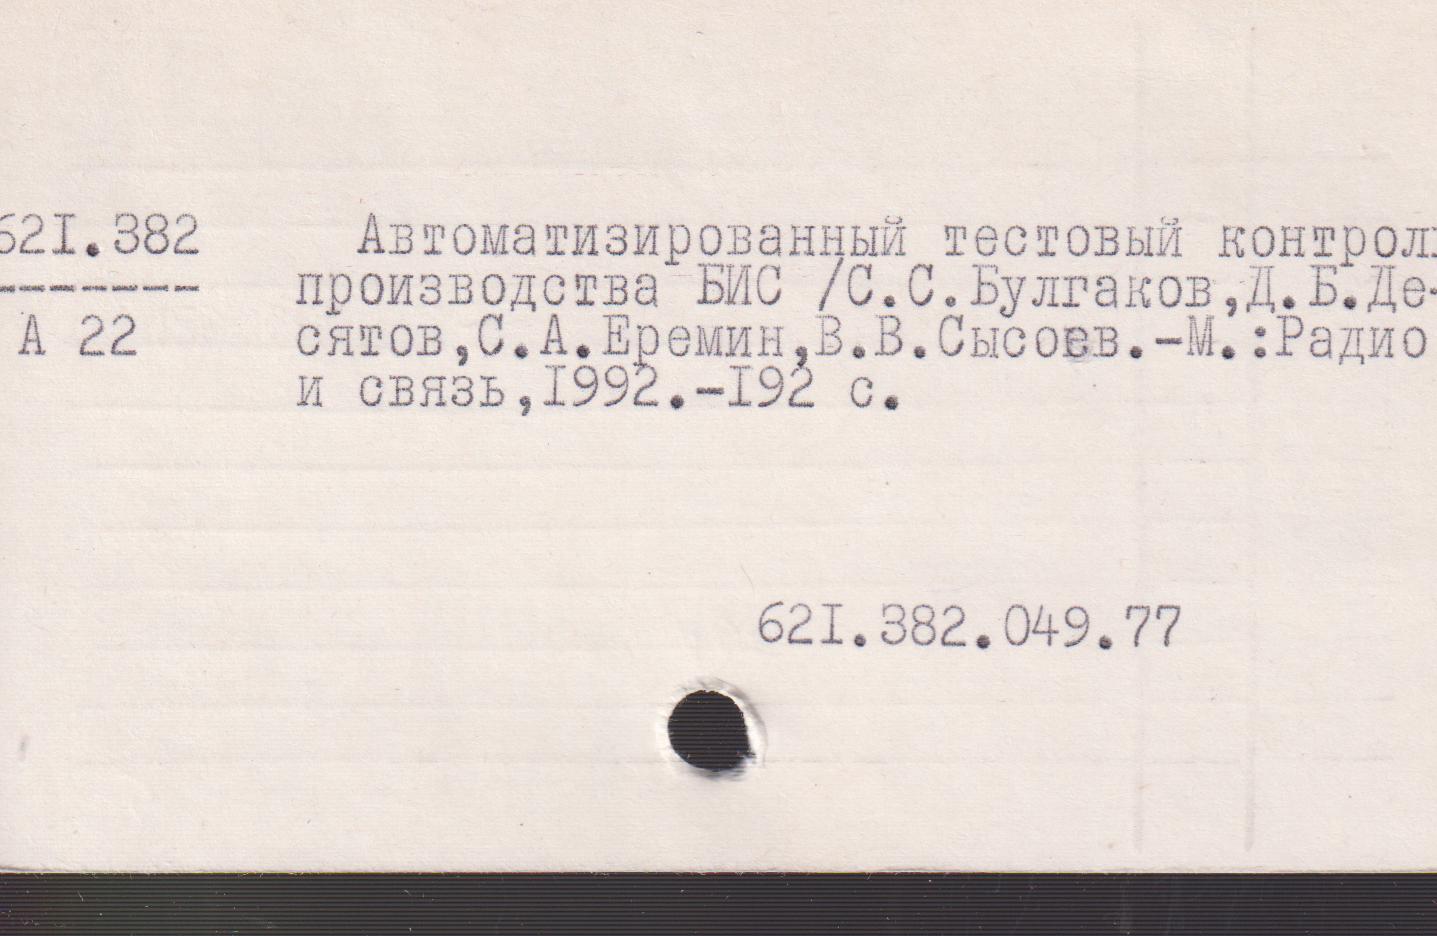 621.382 Автоматизированный тестовый контроль
------- производства БИС /С.С.Булгаков,Д.Б.Де-
А 22 сятов,С.А.Еремин,В.В.Сысоев.-М.:Радио
и связь,1992.-192 с.
621.382.049.77